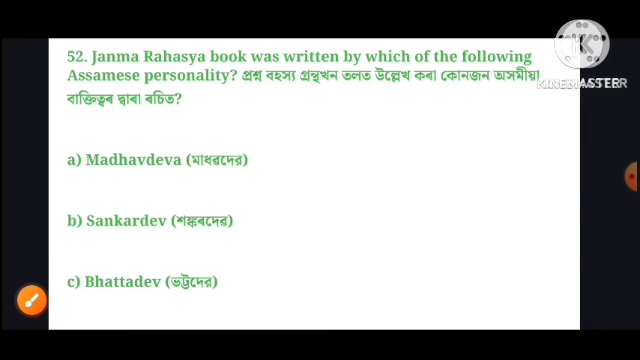 52. Janma Rahasya book was written by which of the following
Assamese personality? প্ৰশ্ন ৰহস্য গ্ৰন্থখন তলত উল্লেখ কৰা কোনজন অসমীয়া
ব্যক্তিত্বৰ দ্বাৰা ৰচিত?
KINEMASTER
a) Madhavdeva (মাধৱদেৱ)
b) Sankardev (শঙ্কৰদেৱ)
c) Bhattadev (ভট্টদেৱ)